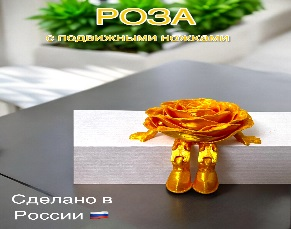 РОЗА
с подвижными ножками
Сделано в
России 🇷🇺